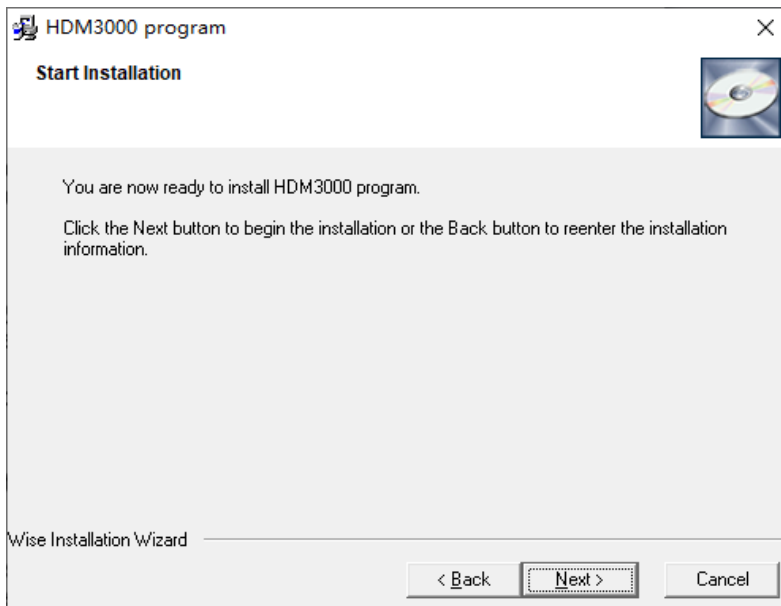 HDM3000 program
Start Installation
You are now ready to install HDM3000 program.
Click the Next button to begin the installation or the Back button to reenter the installation
information.
Wise Installation Wizard
< Back
Next >
Cancel